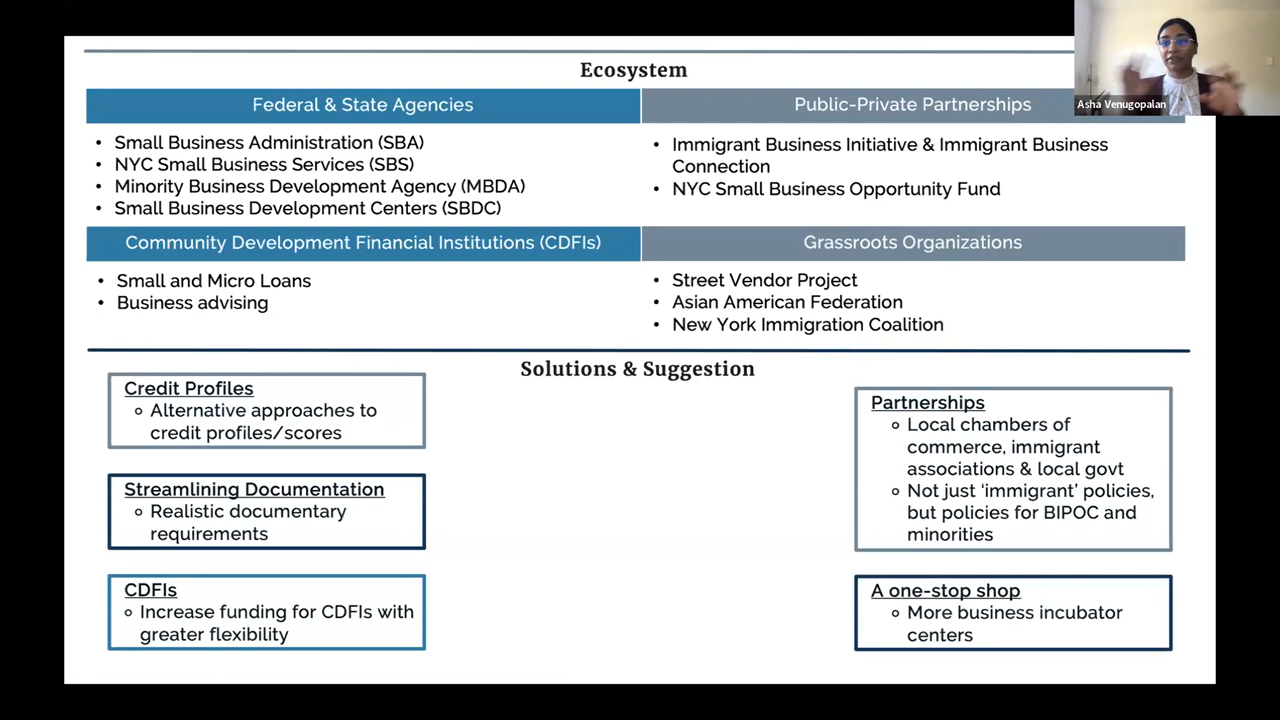 Ecosystem
Federal & State Agencies
Public-Private Partnerships
Asha Venugopalan
• Small Business Administration (SBA)
• NYC Small Business Services (SBS)
• Minority Business Development Agency (MBDA)
• Small Business Development Centers (SBDC)
• Immigrant Business Initiative & Immigrant Business
Connection
• NYC Small Business Opportunity Fund
Community Development Financial Institutions (CDFIs)
Grassroots Organizations
• Small and Micro Loans
• Business advising
• Street Vendor Project
• Asian American Federation
• New York Immigration Coalition
Solutions & Suggestion
Credit Profiles
Alternative approaches to
credit profiles/scores
Streamlining Documentation
Realistic documentary
requirements
CDFIs
Increase funding for CDFIs with
greater flexibility
Partnerships
Local chambers of
commerce, immigrant
associations & local govt
Not just ‘immigrant’ policies,
but policies for BIPOC and
minorities
A one-stop shop
More business incubator
centers